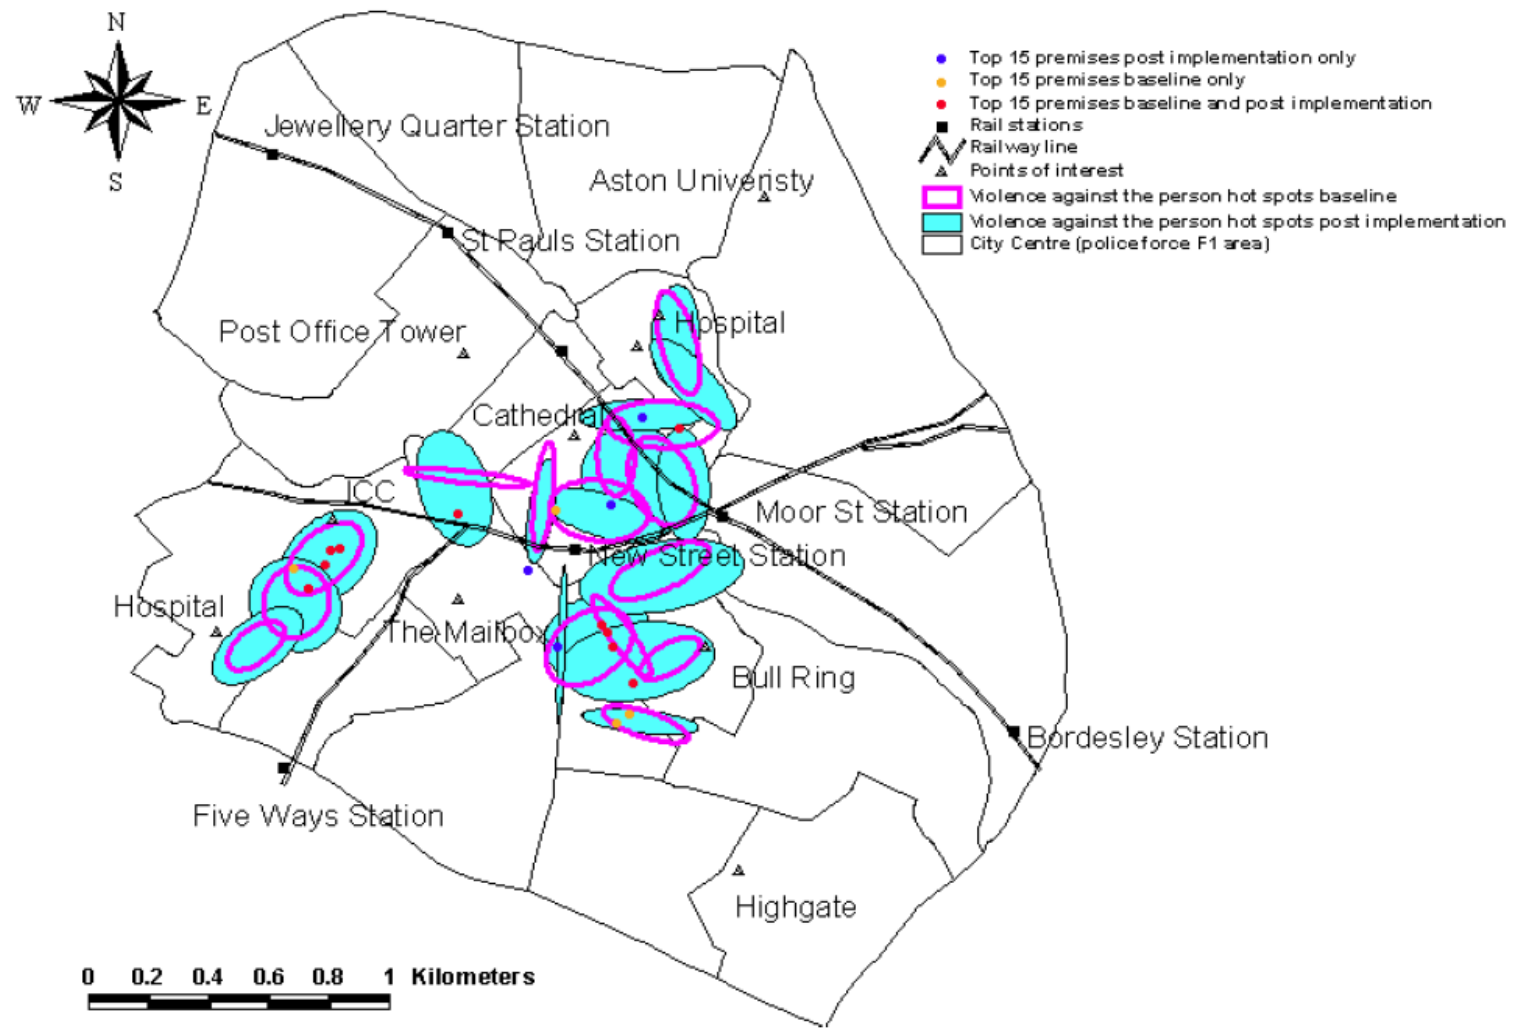 N
W E
S
Top 15 premises post implementation only
Top 15 premises baseline only
Top 15 premises baseline and post implementation
Rail stations
Railway line
Points of interest
Violence against the person hot spots baseline
Violence against the person hot spots post implementation
City Centre (police force F1 area)
Jewellery Quarter Station
Aston Univeristy
St Pauls Station
Post Office Tower
Hospital
Cathedral
ICC
Moor St Station
New Street Station
Hospital
The Mailbox
Bull Ring
Bordesley Station
Five Ways Station
Highgate
0 0.2 0.4 0.6 0.8 1 Kilometers